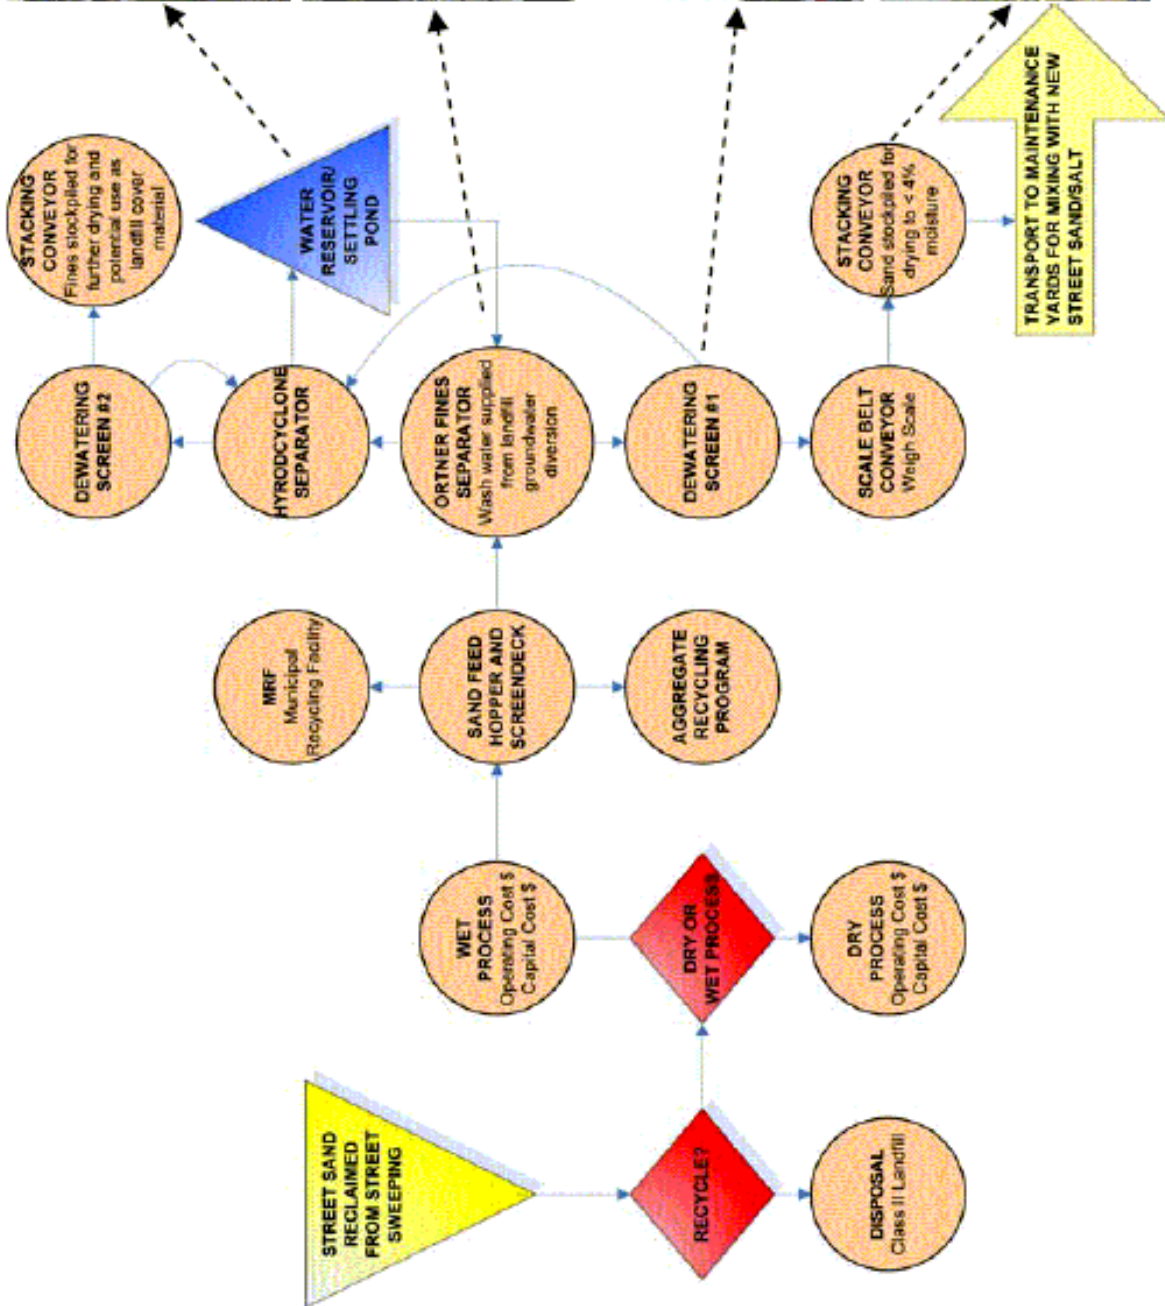 STREET SAND
RECLAIMED
FROM STREET
SWEEPING
RECYCLE?
DISPOSAL
Class II Landfill
DRY OR
WET PROCESS
WET
PROCESS
Operating Cost $
Capital Cost $
DRY
PROCESS
Operating Cost $
Capital Cost $
MRF
Municipal
Recycling Facility
SAND FEED
HOPPER AND
SCREENDECK
AGGREGATE
RECYCLING
PROGRAM
DEWATERING
SCREEN #2
HYRODCYCLONE
SEPARATOR
ORTNER FINES
SEPARATOR
Wash water supplied
from landfill
groundwater
diversion
DEWATERING
SCREEN #1
SCALE BELT
CONVEYOR
Weigh Scale
STACKING
CONVEYOR
Fines stockpiled for
further drying and
potential use as
landfill cover
material
WATER
RESERVOIR/
SETTLING
POND
STACKING
CONVEYOR
Sand stockpiled for
drying to < 4%
moisture
TRANSPORT TO MAINTENANCE
YARDS FOR MIXING WITH NEW
STREET SAND/SALT